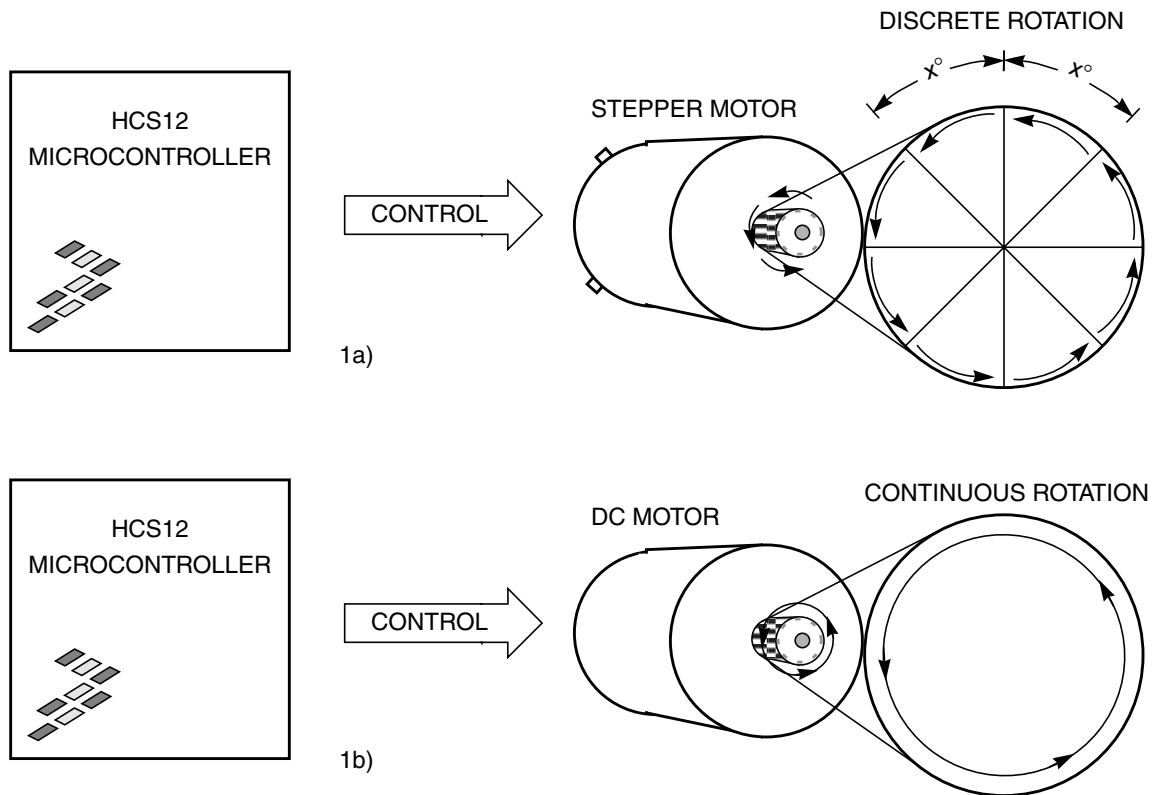 DISCRETE ROTATION
x°
x°
STEPPER MOTOR
HCS12
MICROCONTROLLER
CONTROL
1a)
CONTINUOUS ROTATION
DC MOTOR
HCS12
MICROCONTROLLER
CONTROL
1b)